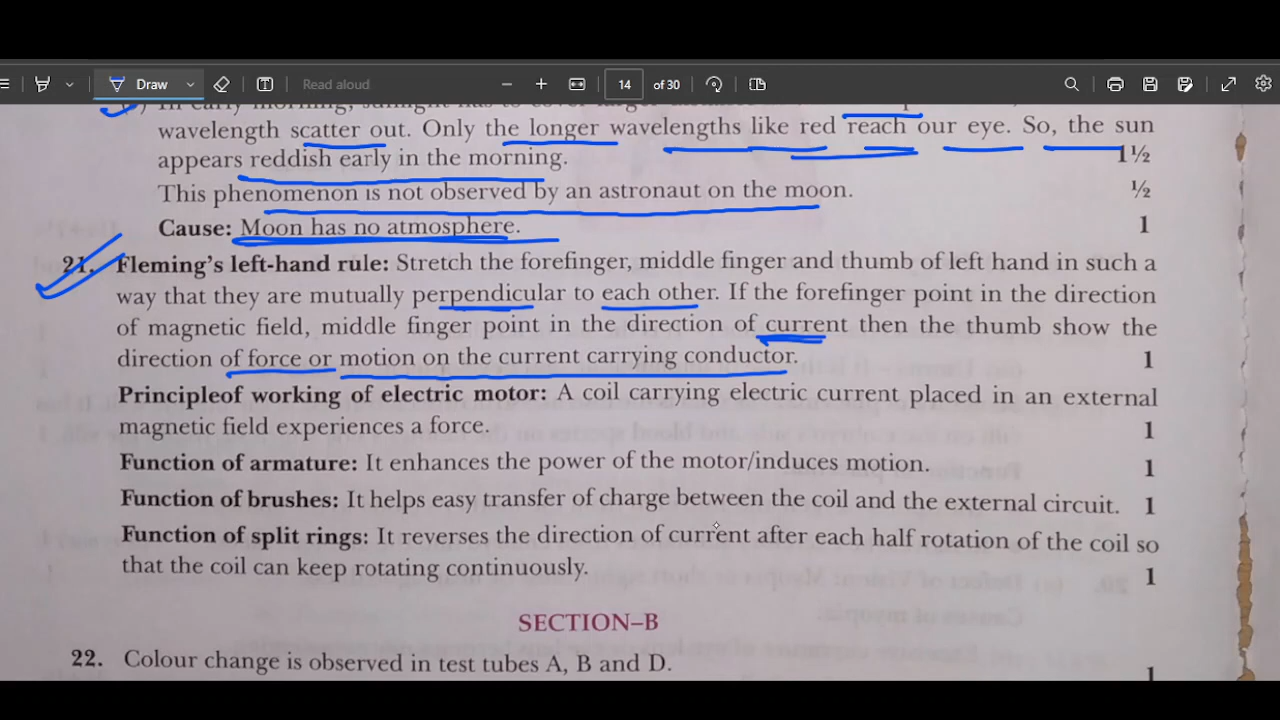 Draw
Read aloud
14 of 30
wavelength scatter out. Only the longer wavelengths like red reach our eye. So, the sun
appears reddish early in the morning. 1½
This phenomenon is not observed by an astronaut on the moon. ½
Cause: Moon has no atmosphere. 1
21. Fleming's left-hand rule: Stretch the forefinger, middle finger and thumb of left hand in such a
way that they are mutually perpendicular to each other. If the forefinger point in the direction
of magnetic field, middle finger point in the direction of current then the thumb show the
direction of force or motion on the current carrying conductor. 1
Principleof working of electric motor: A coil carrying electric current placed in an external
magnetic field experiences a force. 1
Function of armature: It enhances the power of the motor/induces motion. 1
Function of brushes: It helps easy transfer of charge between the coil and the external circuit. 1
Function of split rings: It reverses the direction of current after each half rotation of the coil so
that the coil can keep rotating continuously. 1
SECTION–B
22. Colour change is observed in test tubes A, B and D. 1